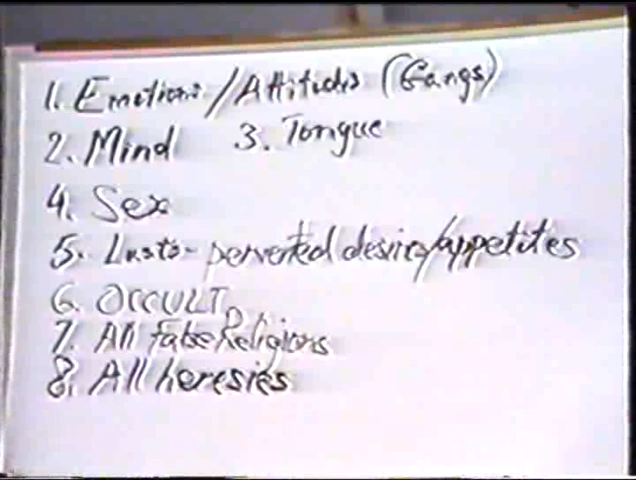 1. Emotions/Attitudes (Gangs)
2. Mind 3. Tongue
4. Sex
5. Lusts - perverted desires/appetites
6. OCCULT
7. All false Religions
8. All heresies